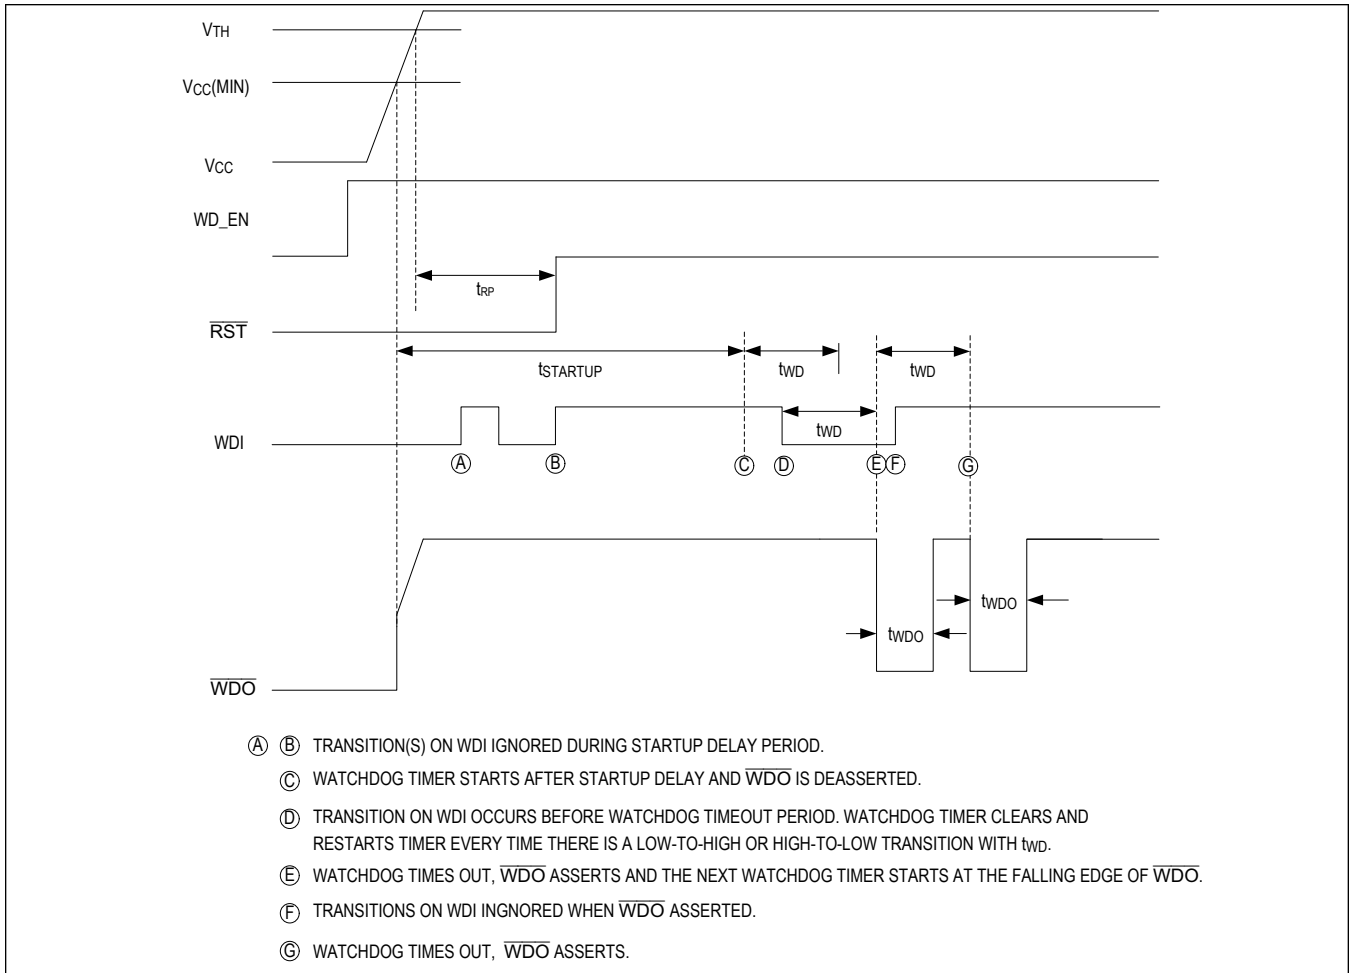 VTH
VCC(MIN)
VCC
WD_EN
tRP
RST
tSTARTUP
tWD
tWD
tWD
WDI
A
B
C
D
E
F
G
tWDO
tWDO
WDO
A B TRANSITION(S) ON WDI IGNORED DURING STARTUP DELAY PERIOD.
C WATCHDOG TIMER STARTS AFTER STARTUP DELAY AND WDO IS DEASSERTED.
D TRANSITION ON WDI OCCURS BEFORE WATCHDOG TIMEOUT PERIOD. WATCHDOG TIMER CLEARS AND
RESTARTS TIMER EVERY TIME THERE IS A LOW-TO-HIGH OR HIGH-TO-LOW TRANSITION WITH tWD.
E WATCHDOG TIMES OUT, WDO ASSERTS AND THE NEXT WATCHDOG TIMER STARTS AT THE FALLING EDGE OF WDO.
F TRANSITIONS ON WDI INGNORED WHEN WDO ASSERTED.
G WATCHDOG TIMES OUT, WDO ASSERTS.